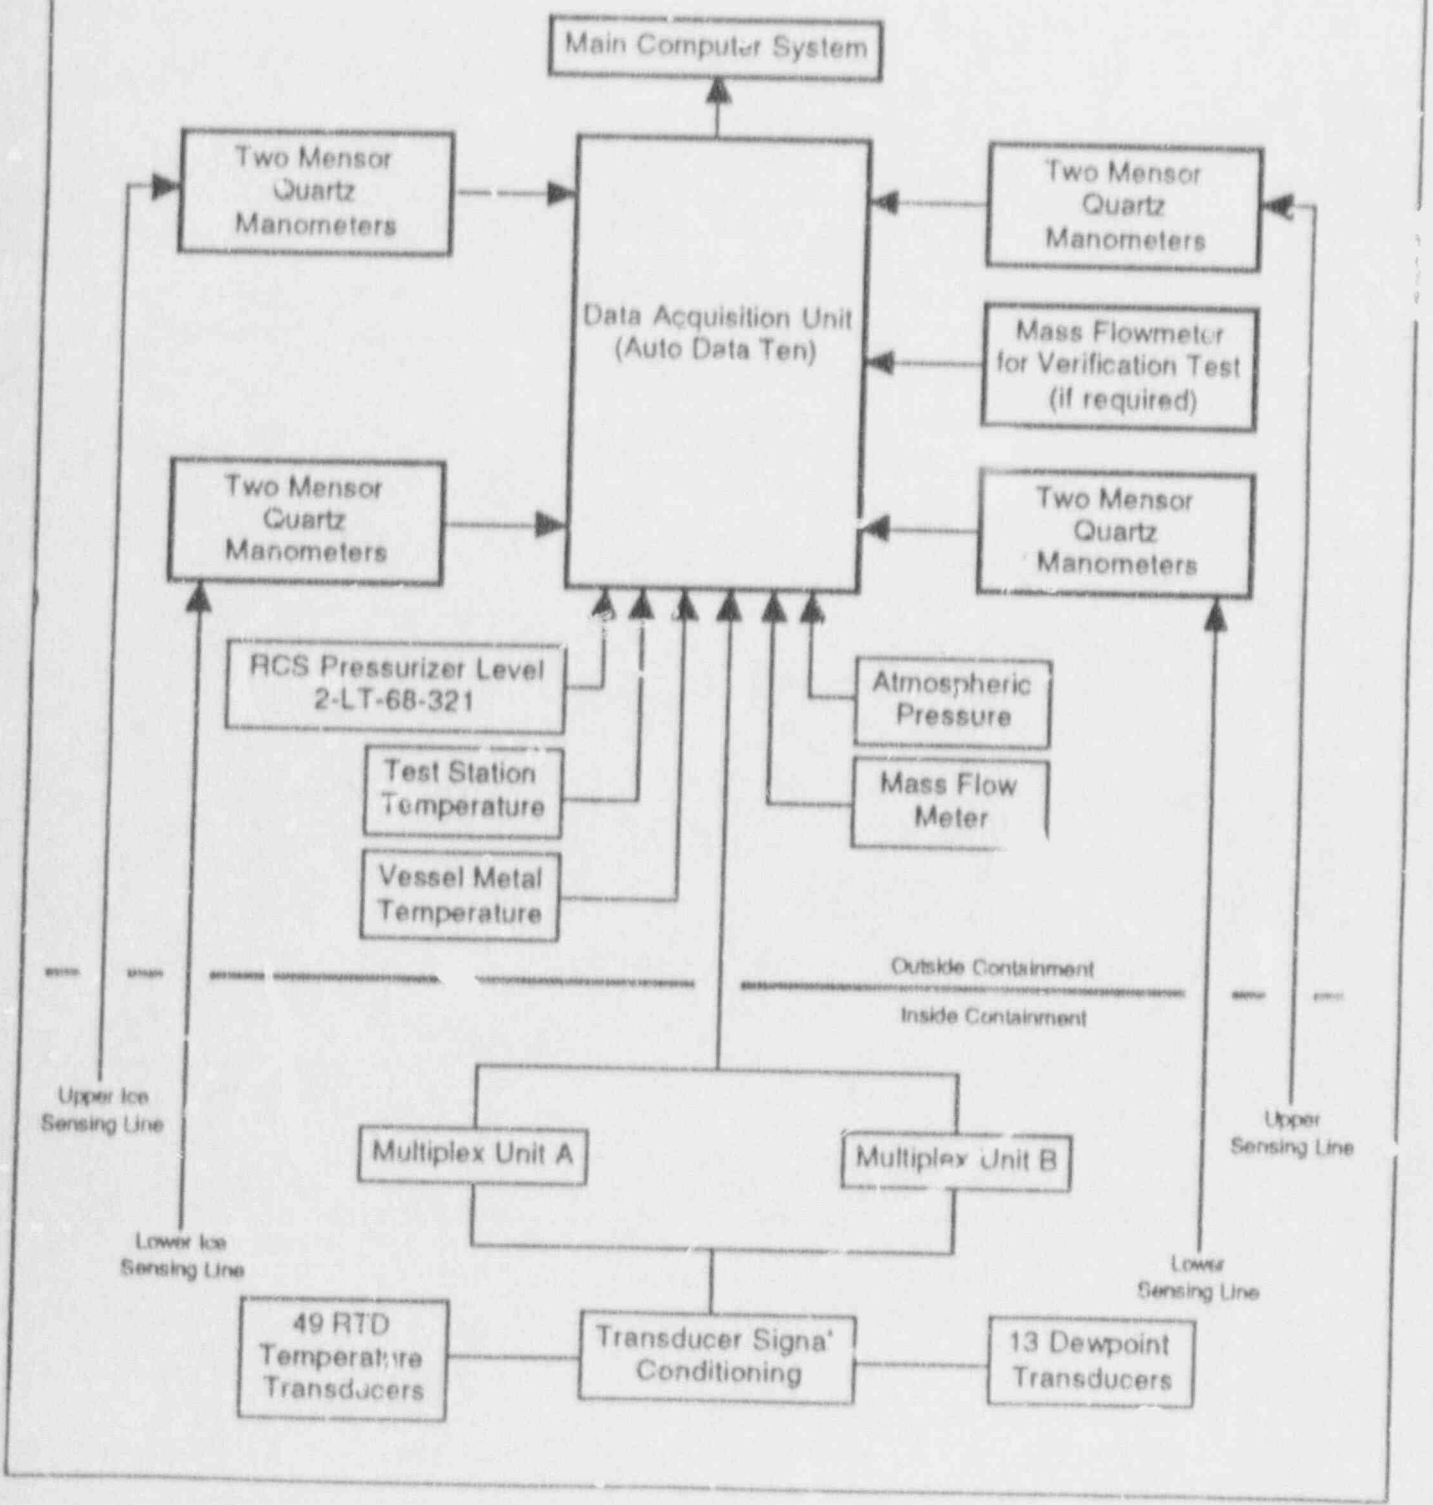 Main Computer System
Two Mensor
Quartz
Manometers
Two Mensor
Quartz
Manometers
Data Acquisition Unit
(Auto Data Ten)
Mass Flowmeter
for Verification Test
(if required)
Two Mensor
Quartz
Manometers
Two Mensor
Quartz
Manometers
RCS Pressurizer Level
2-LT-68-321
Atmospheric
Pressure
Test Station
Temperature
Mass Flow
Meter
Vessel Metal
Temperature
Outside Containment
Inside Containment
Upper Ice
Sensing Line
Upper
Sensing Line
Multiplex Unit A
Multiplex Unit B
Lower Ice
Sensing Line
Lower
Sensing Line
49 RTD
Temperature
Transducers
Transducer Signal
Conditioning
13 Dewpoint
Transducers